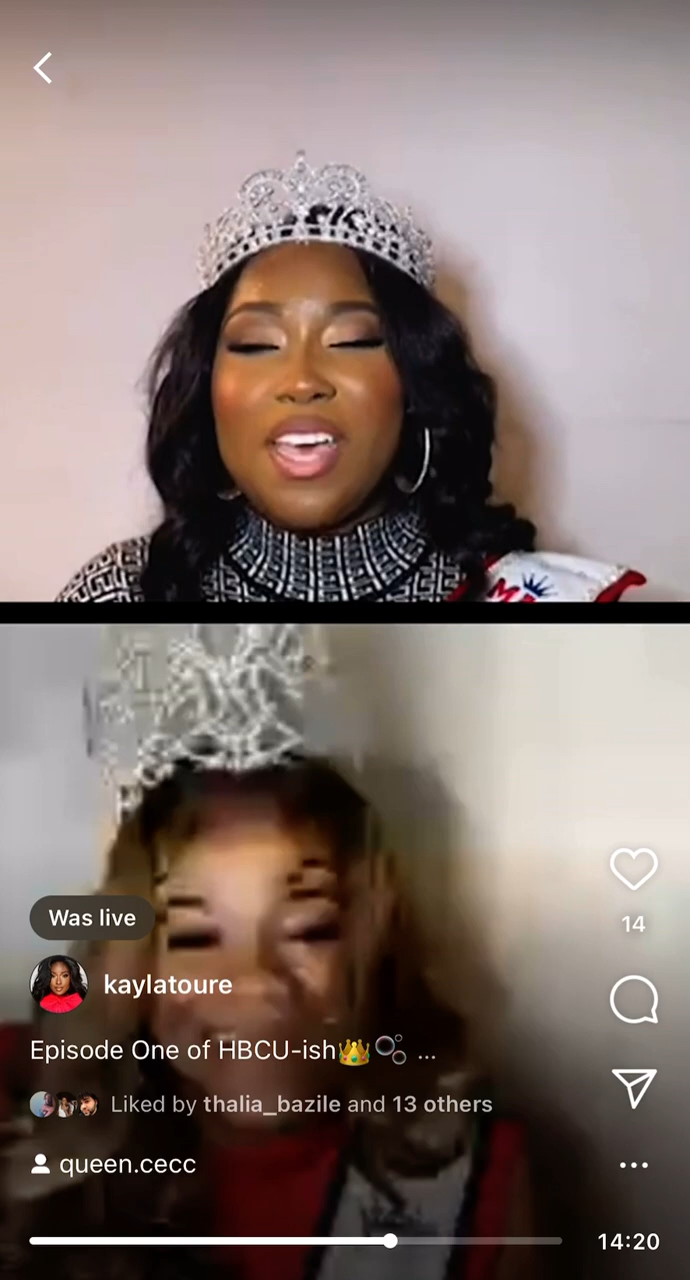 Was live
kaylatoure
Episode One of HBCU-ish👑🫧 ...
Liked by thalia_bazile and 13 others
queen.cecc
14
14:20